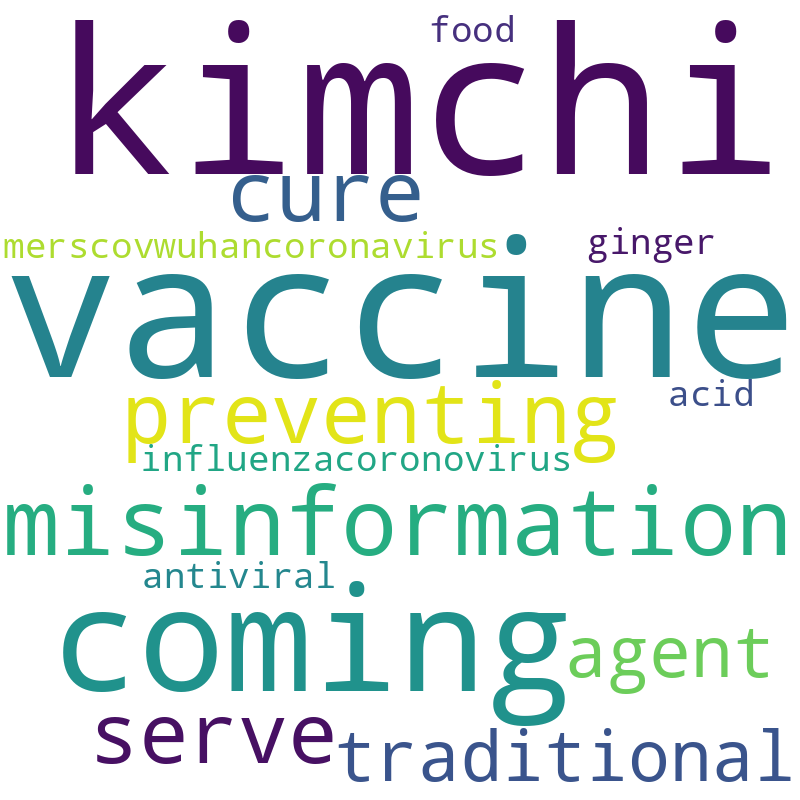 food
kimchi
cure
merscovwuhancoronavirus
ginger
vaccine
acid
preventing
influenzacoronovirus
misinformation
antiviral
coming
agent
serve
traditional